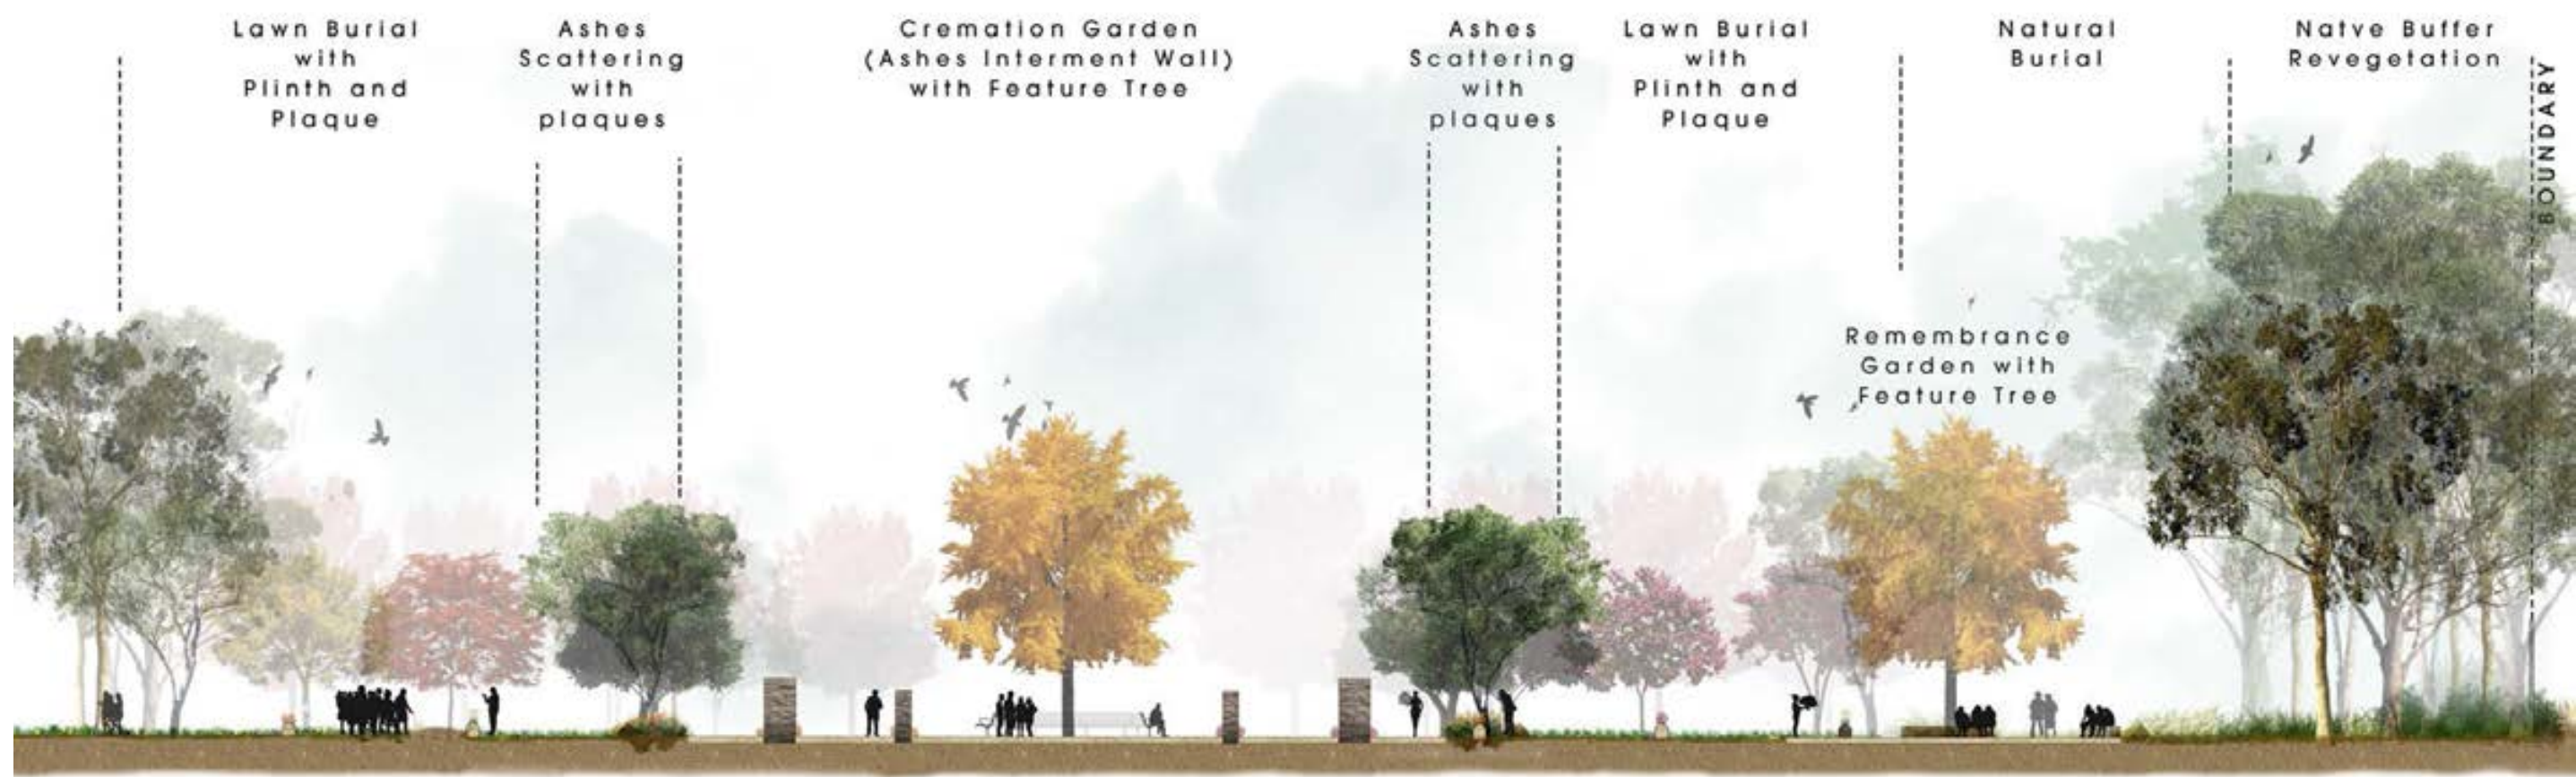 Lawn Burial
with
Plinth and
Plaque
Ashes
Scattering
with
plaques
Cremation Garden
(Ashes Interment Wall)
with Feature Tree
Ashes
Scattering
with
plaques
Lawn Burial
with
Plinth and
Plaque
Natural
Burial
Natve Buffer
Revegetation
BOUNDARY
Remembrance
Garden with
Feature Tree